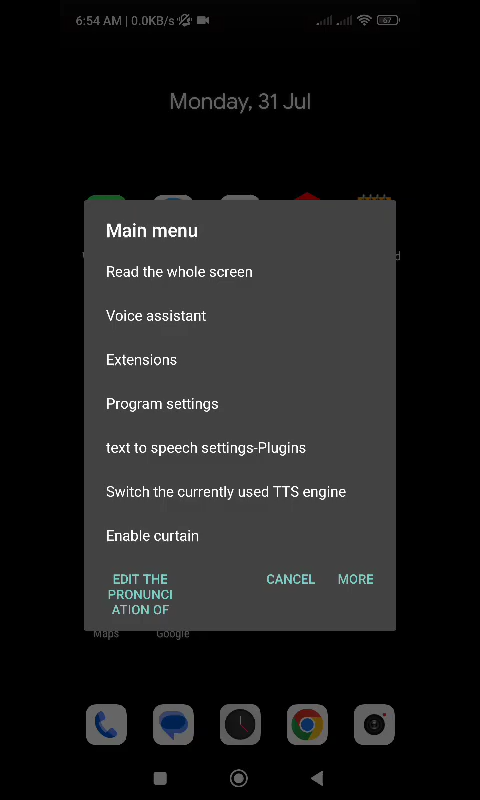 6:54 AM | 0.0KB/s
67
Monday, 31 Jul
Main menu
Read the whole screen
Voice assistant
Extensions
Program settings
text to speech settings-Plugins
Switch the currently used TTS engine
Enable curtain
EDIT THE
PRONUNCI
ATION OF
CANCEL
MORE
Maps
Google